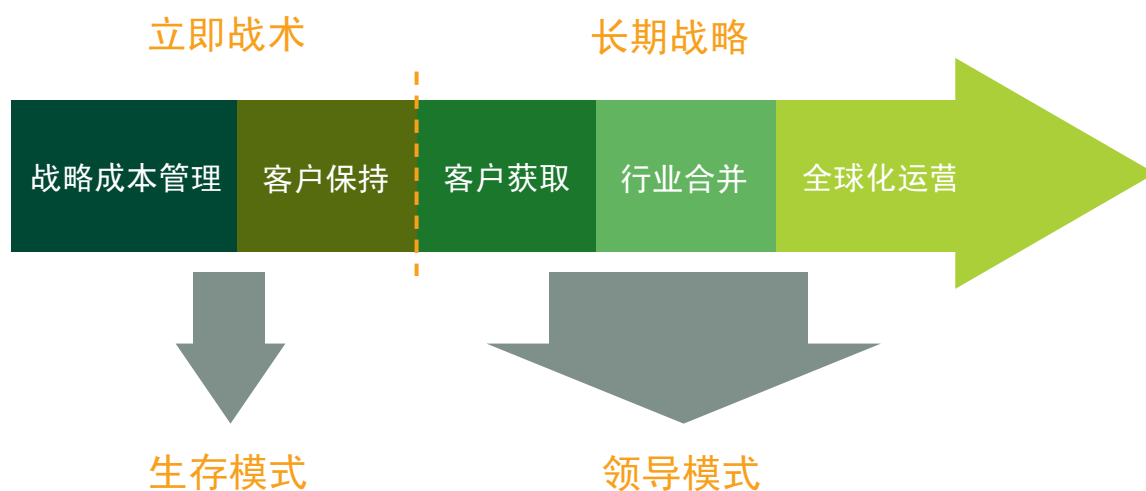 立即战术
长期战略
战略成本管理
客户保持
客户获取
行业合并
全球化运营
生存模式
领导模式